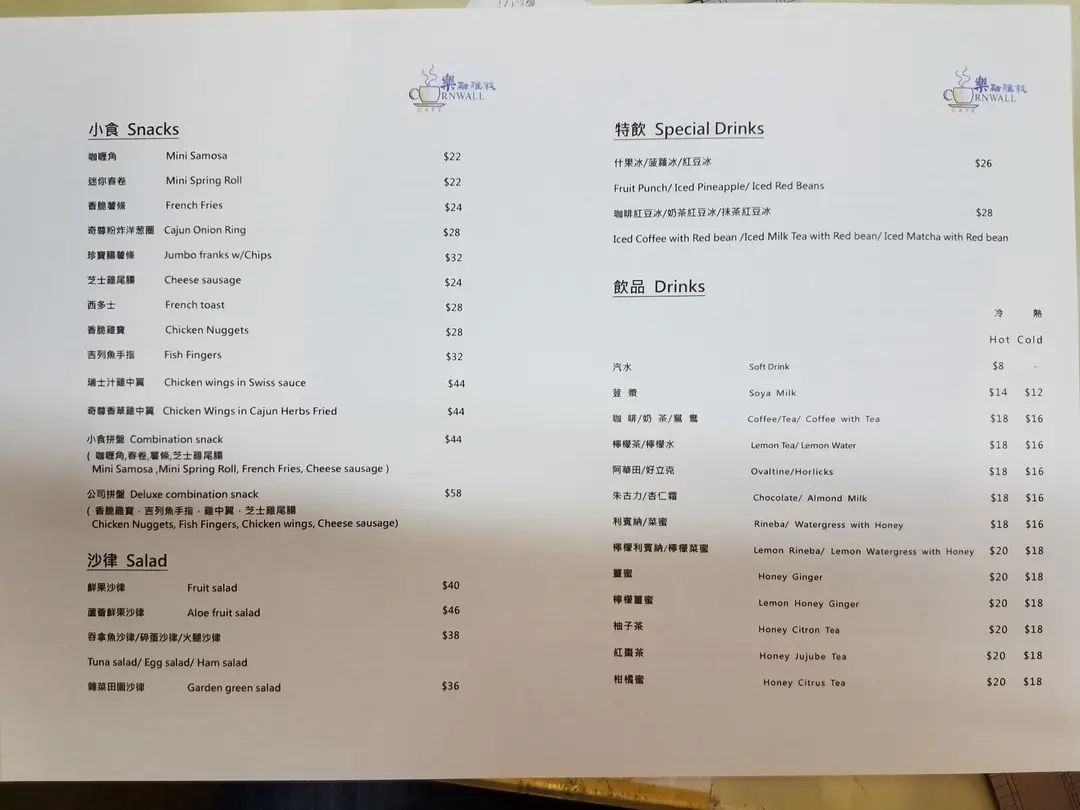 樂融雅敍
CORNWALL
CAFE
小食 Snacks
咖喱角 Mini Samosa $22
迷你春卷 Mini Spring Roll $22
香脆薯條 French Fries $24
奇尊粉炸洋葱圈 Cajun Onion Ring $28
珍寶腸薯條 Jumbo franks w/Chips $32
芝士雞尾腸 Cheese sausage $24
西多士 French toast $28
香脆雞寶 Chicken Nuggets $28
吉列魚手指 Fish Fingers $32
瑞士汁雞中翼 Chicken wings in Swiss sauce $44
奇尊香草雞中翼 Chicken Wings in Cajun Herbs Fried $44
小食拼盤 Combination snack $44
( 咖喱角,春卷,薯條,芝士雞尾腸
Mini Samosa ,Mini Spring Roll, French Fries, Cheese sausage )
公司拼盤 Deluxe combination snack $58
( 香脆雞寶﹑吉列魚手指﹑雞中翼﹑芝士雞尾腸
Chicken Nuggets, Fish Fingers, Chicken wings, Cheese sausage)
沙律 Salad
鮮果沙律 Fruit salad $40
蘆薈鮮果沙律 Aloe fruit salad $46
吞拿魚沙律/碎蛋沙律/火腿沙律 $38
Tuna salad/ Egg salad/ Ham salad
雜菜田園沙律 Garden green salad $36
CORNWALL
CAFE
特飲 Special Drinks
什果冰/菠蘿冰/紅豆冰 $26
Fruit Punch/ Iced Pineapple/ Iced Red Beans
咖啡紅豆冰/奶茶紅豆冰/抹茶紅豆冰 $28
Iced Coffee with Red bean /Iced Milk Tea with Red bean/ Iced Matcha with Red bean
飲品 Drinks
冷 熱
Hot Cold
汽水 Soft Drink $8 -
荳 漿 Soya Milk $14 $12
咖 啡/奶 茶/鴛 鴦 Coffee/Tea/ Coffee with Tea $18 $16
檸檬茶/檸檬水 Lemon Tea/ Lemon Water $18 $16
阿華田/好立克 Ovaltine/Horlicks $18 $16
朱古力/杏仁霜 Chocolate/ Almond Milk $18 $16
利賓納/菜蜜 Rineba/ Watergress with Honey $18 $16
檸檬利賓納/檸檬菜蜜 Lemon Rineba/ Lemon Watergress with Honey $20 $18
薑蜜 Honey Ginger $20 $18
檸檬薑蜜 Lemon Honey Ginger $20 $18
柚子茶 Honey Citron Tea $20 $18
紅棗茶 Honey Jujube Tea $20 $18
柑橘蜜 Honey Citrus Tea $20 $18